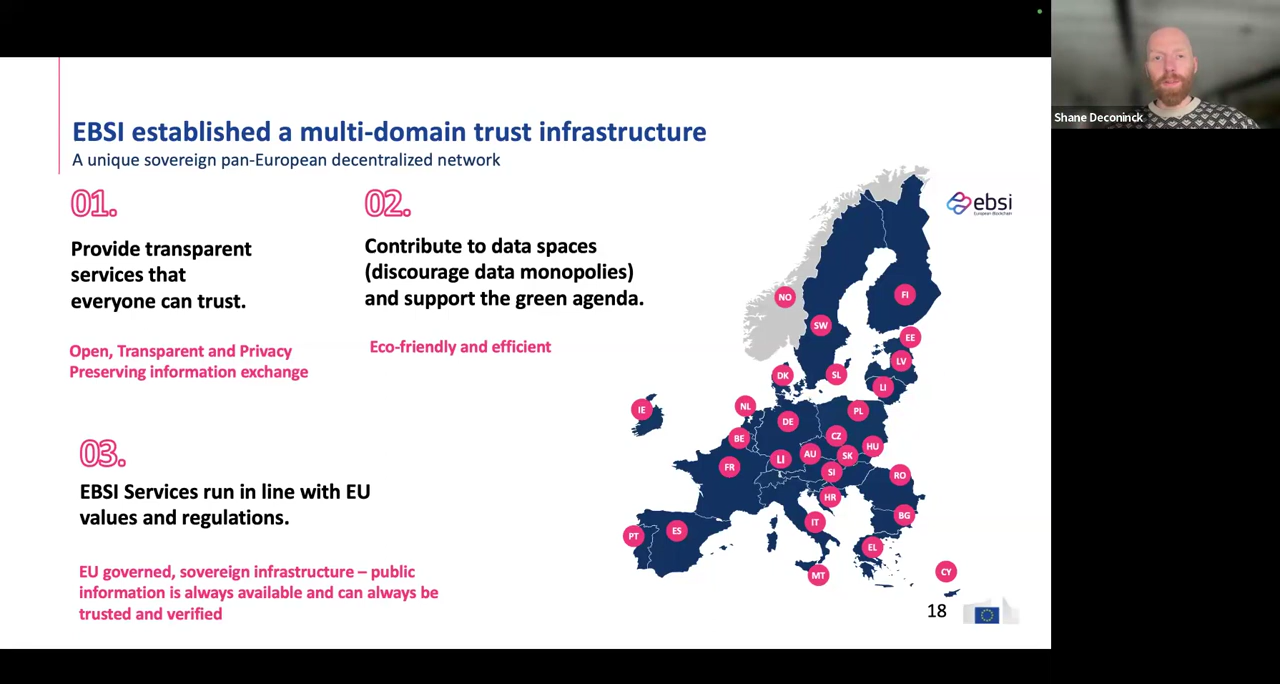 Shane Deconinck
EBSI established a multi-domain trust infrastructure
A unique sovereign pan-European decentralized network
ebsi
European Blockchain
01.
Provide transparent
services that
everyone can trust.
Open, Transparent and Privacy
Preserving information exchange
02.
Contribute to data spaces
(discourage data monopolies)
and support the green agenda.
Eco-friendly and efficient
03.
EBSI Services run in line with EU
values and regulations.
EU governed, sovereign infrastructure – public
information is always available and can always be
trusted and verified
NO
FI
SW
EE
LV
DK
SL
LI
IE
NL
PL
DE
BE
CZ
HU
FR
LI
AU
SK
SI
RO
HR
BG
IT
PT
ES
EL
MT
CY
18